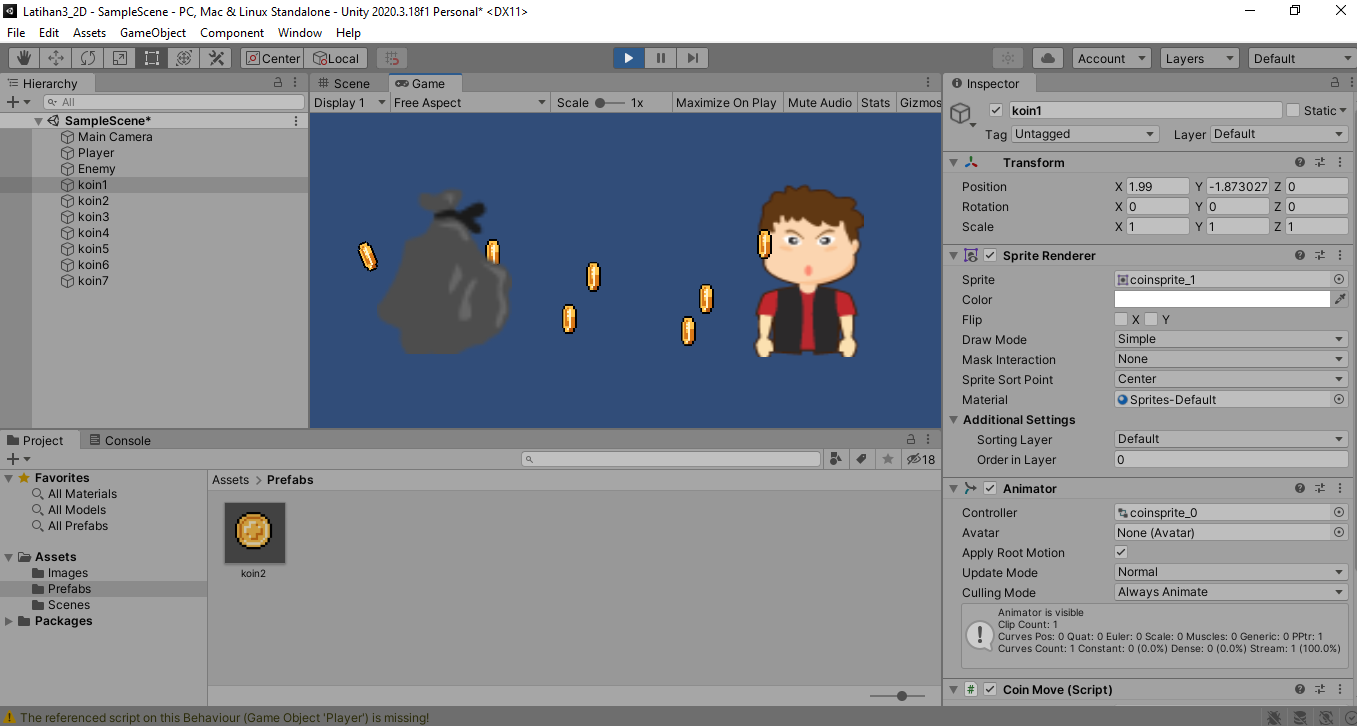 Latihan3_2D - SampleScene - PC, Mac & Linux Standalone - Unity 2020.3.18f1 Personal* <DX11>
File Edit Assets GameObject Component Window Help
Center Local Account Layers Default
Hierarchy
All
SampleScene*
Main Camera
Player
Enemy
koin1
koin2
koin3
koin4
koin5
koin6
koin7
Scene Game
Display 1 Free Aspect Scale 1x Maximize On Play Mute Audio Stats Gizmos
Inspector
koin1 Static
Tag Untagged Layer Default
Transform
Position X 1.99 Y -1.873027 Z 0
Rotation X 0 Y 0 Z 0
Scale X 1 Y 1 Z 1
Sprite Renderer
Sprite coinsprite_1
Color
Flip X Y
Draw Mode Simple
Mask Interaction None
Sprite Sort Point Center
Material Sprites-Default
Additional Settings
Sorting Layer Default
Order in Layer 0
Animator
Controller coinsprite_0
Avatar None (Avatar)
Apply Root Motion
Update Mode Normal
Culling Mode Always Animate
Animator is visible
Clip Count: 1
Curves Pos: 0 Quat: 0 Euler: 0 Scale: 0 Muscles: 0 Generic: 0 PPtr: 1
Curves Count: 1 Constant: 0 (0.0%) Dense: 0 (0.0%) Stream: 1 (100.0%)
Coin Move (Script)
Project Console
18
Favorites
All Materials
All Models
All Prefabs
Assets
Images
Prefabs
Scenes
Packages
Assets > Prefabs
koin2
The referenced script on this Behaviour (Game Object 'Player') is missing!